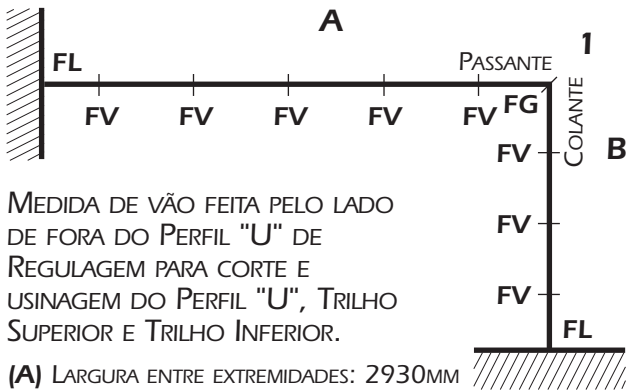 A
FL
PASSANTE
1
FV FV FV FV FV FG
COLANTE
FV
B
FV
FV
FL
MEDIDA DE VÃO FEITA PELO LADO
DE FORA DO PERFIL "U" DE
REGULAGEM PARA CORTE E
USINAGEM DO PERFIL "U", TRILHO
SUPERIOR E TRILHO INFERIOR.
(A) LARGURA ENTRE EXTREMIDADES: 2930MM